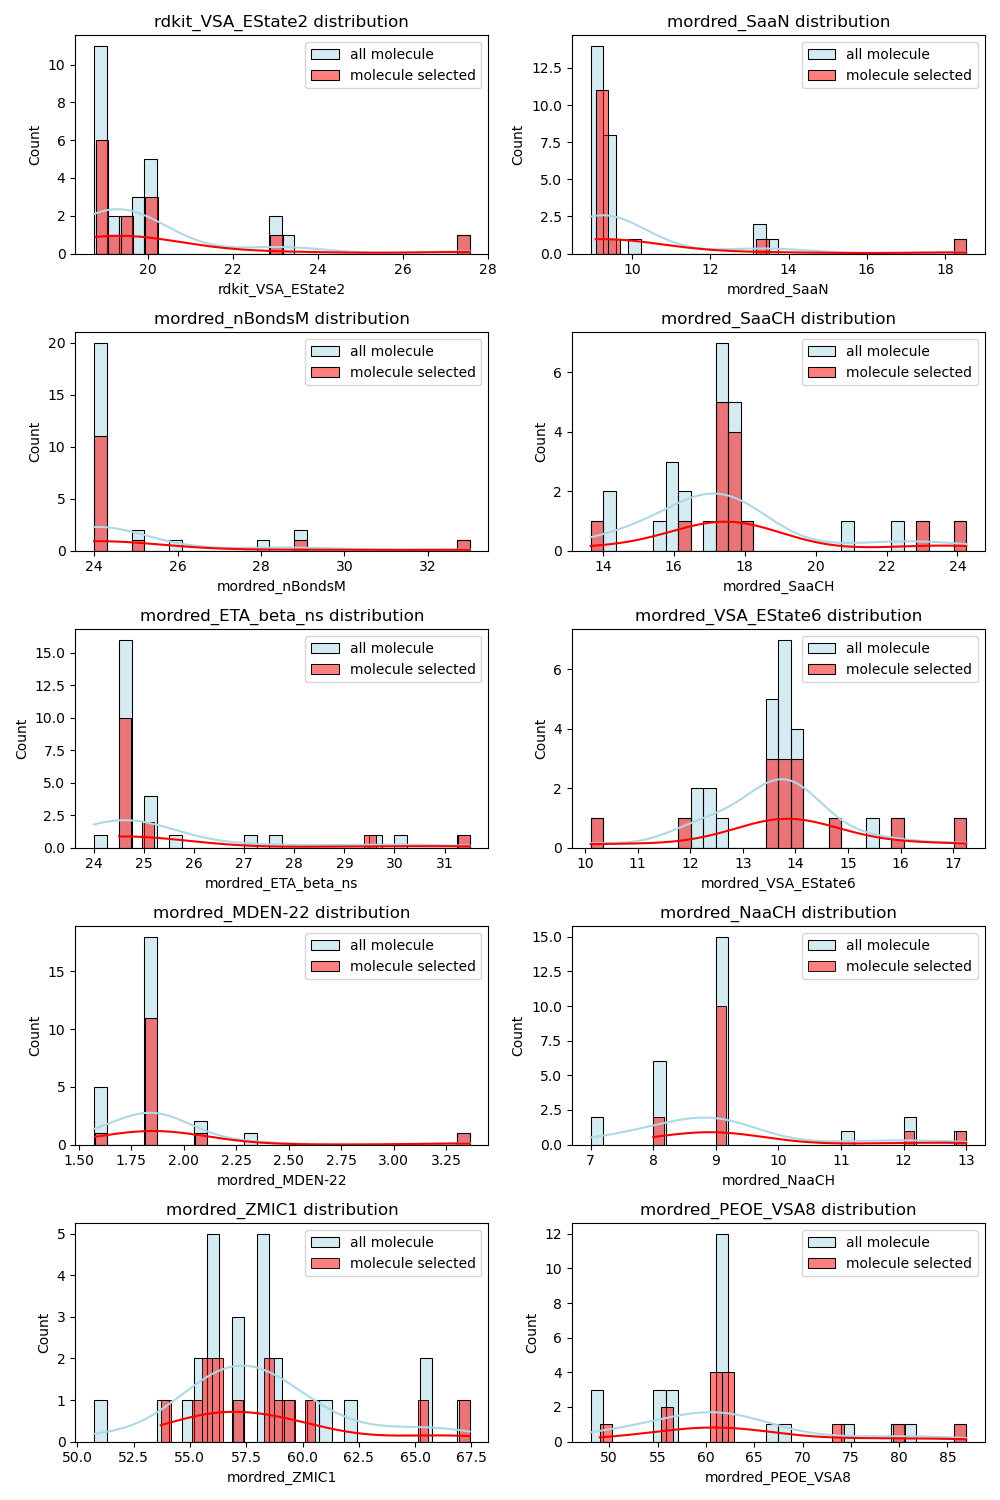 rdkit_VSA_EState2 distribution
all molecule
molecule selected
Count
0
2
4
6
8
10
20
22
24
26
28
rdkit_VSA_EState2
mordred_SaaN distribution
all molecule
molecule selected
Count
0.0
2.5
5.0
7.5
10.0
12.5
10
12
14
16
18
mordred_SaaN
mordred_nBondsM distribution
all molecule
molecule selected
Count
0
5
10
15
20
24
26
28
30
32
mordred_nBondsM
mordred_SaaCH distribution
all molecule
molecule selected
Count
0
2
4
6
14
16
18
20
22
24
mordred_SaaCH
mordred_ETA_beta_ns distribution
all molecule
molecule selected
Count
0.0
2.5
5.0
7.5
10.0
12.5
15.0
24
25
26
27
28
29
30
31
mordred_ETA_beta_ns
mordred_VSA_EState6 distribution
all molecule
molecule selected
Count
0
2
4
6
10
11
12
13
14
15
16
17
mordred_VSA_EState6
mordred_MDEN-22 distribution
all molecule
molecule selected
Count
0
5
10
15
1.50
1.75
2.00
2.25
2.50
2.75
3.00
3.25
mordred_MDEN-22
mordred_NaaCH distribution
all molecule
molecule selected
Count
0.0
2.5
5.0
7.5
10.0
12.5
15.0
7
8
9
10
11
12
13
mordred_NaaCH
mordred_ZMIC1 distribution
all molecule
molecule selected
Count
0
1
2
3
4
5
50.0
52.5
55.0
57.5
60.0
62.5
65.0
67.5
mordred_ZMIC1
mordred_PEOE_VSA8 distribution
all molecule
molecule selected
Count
0
2
4
6
8
10
12
50
55
60
65
70
75
80
85
mordred_PEOE_VSA8